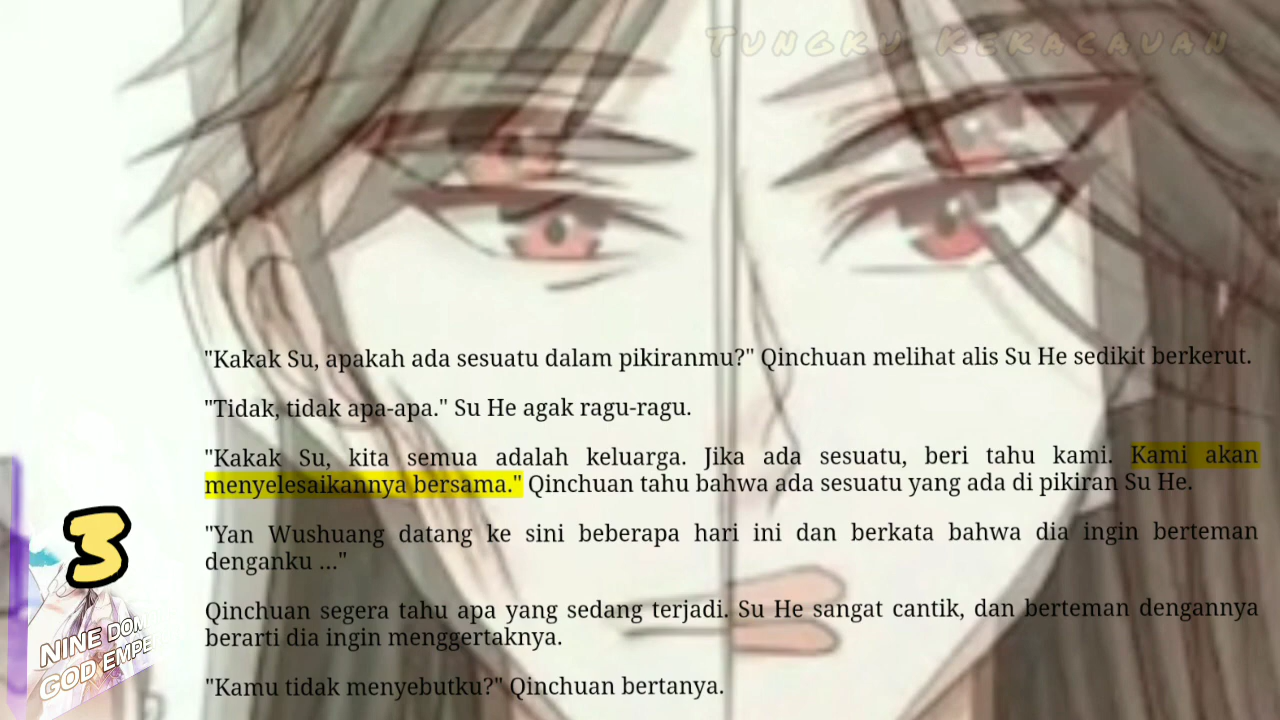 Tungku Kekacauan
"Kakak Su, apakah ada sesuatu dalam pikiranmu?" Qinchuan melihat alis Su He sedikit berkerut.
"Tidak, tidak apa-apa." Su He agak ragu-ragu.
"Kakak Su, kita semua adalah keluarga. Jika ada sesuatu, beri tahu kami. Kami akan
menyelesaikannya bersama." Qinchuan tahu bahwa ada sesuatu yang ada di pikiran Su He.
"Yan Wushuang datang ke sini beberapa hari ini dan berkata bahwa dia ingin berteman
denganku ..."
Qinchuan segera tahu apa yang sedang terjadi. Su He sangat cantik, dan berteman dengannya
berarti dia ingin menggertaknya.
"Kamu tidak menyebutku?" Qinchuan bertanya.
3
NINE
GOD